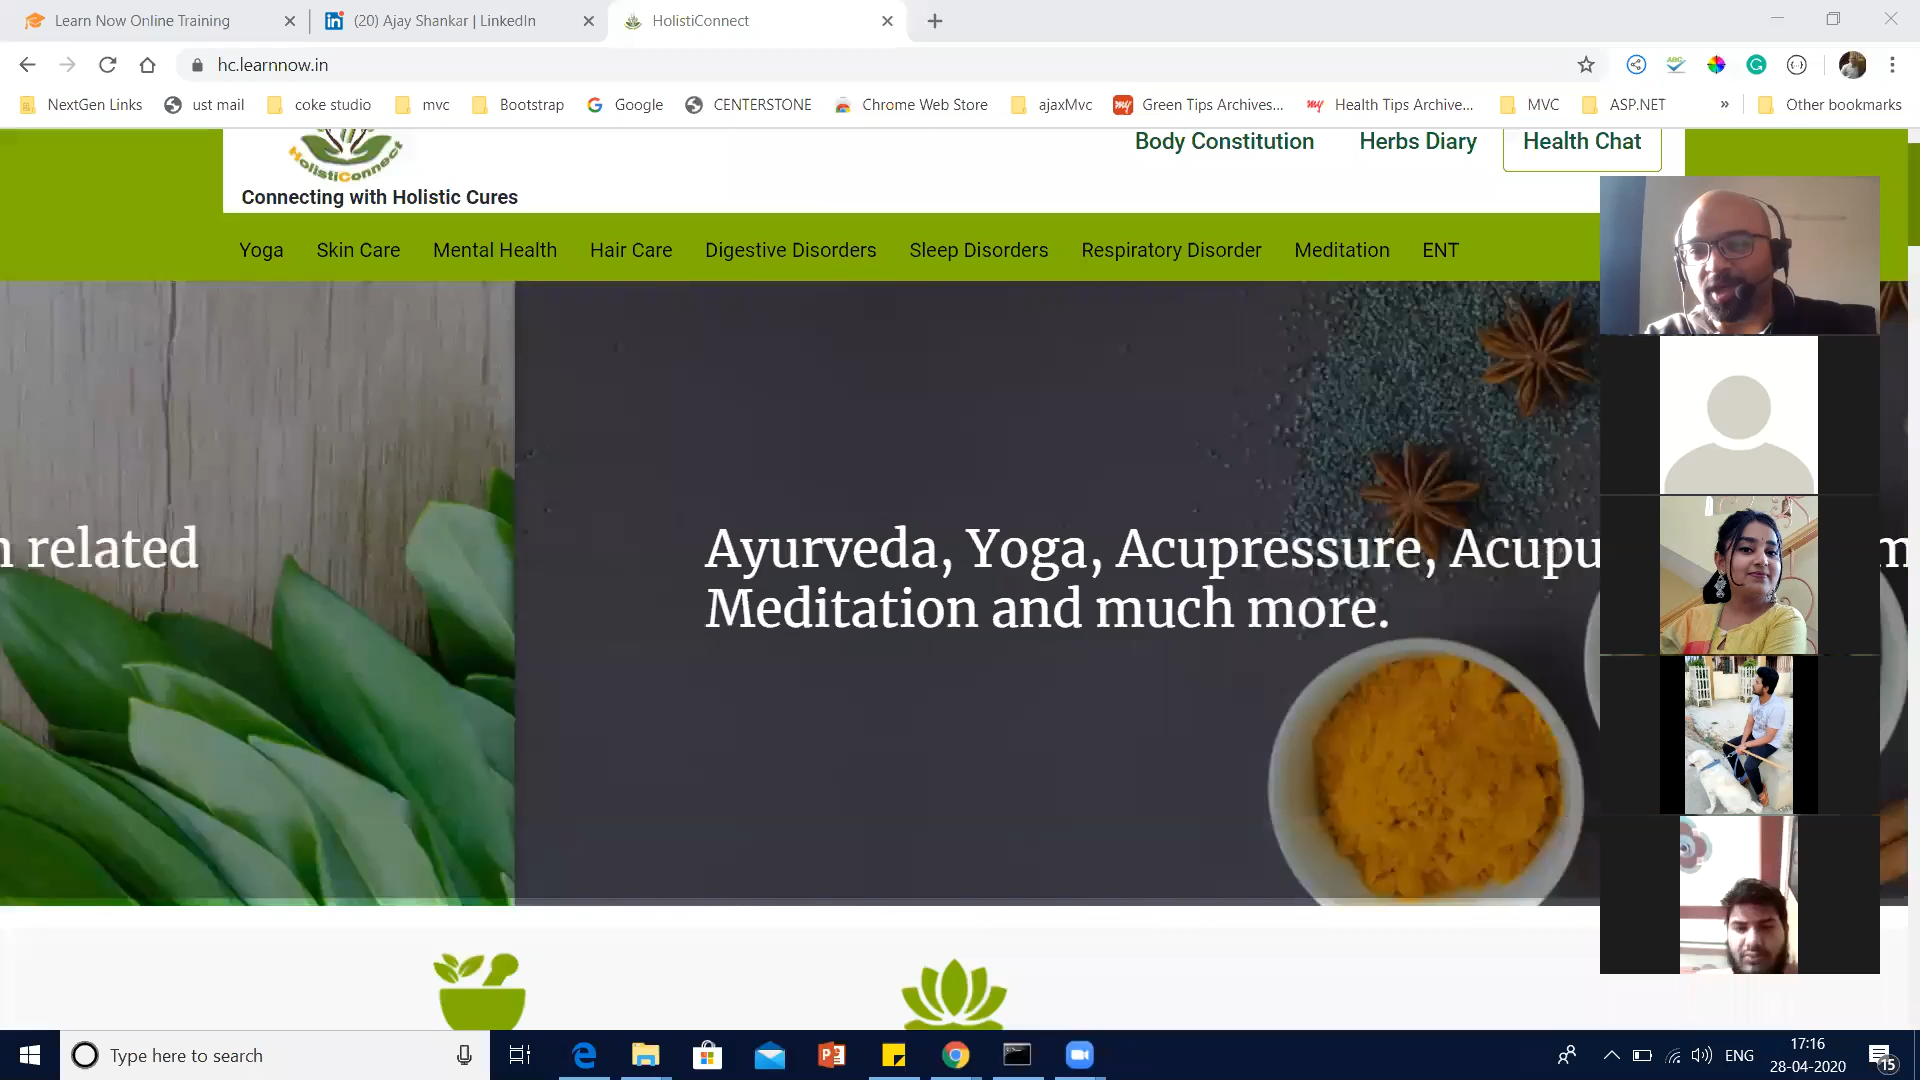 Learn Now Online Training
(20) Ajay Shankar | LinkedIn
HolistiConnect
hc.learnnow.in
NextGen Links
ust mail
coke studio
mvc
Bootstrap
Google
CENTERSTONE
Chrome Web Store
ajaxMvc
Green Tips Archives...
Health Tips Archive...
MVC
ASP.NET
»
Other bookmarks
HolistiConnect
Connecting with Holistic Cures
Body Constitution
Herbs Diary
Health Chat
Yoga
Skin Care
Mental Health
Hair Care
Digestive Disorders
Sleep Disorders
Respiratory Disorder
Meditation
ENT
related
Ayurveda, Yoga, Acupressure, Acupu
Meditation and much more.
Type here to search
ENG
17:16
28-04-2020
15